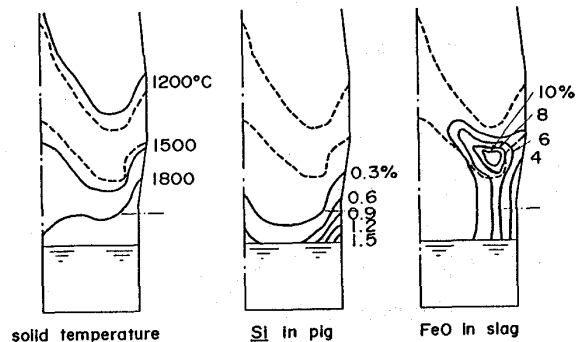 1200°C
1500
1800
solid temperature
0.3%
0.6
0.9
1.2
1.5
Si in pig
10%
8
6
4
FeO in slag